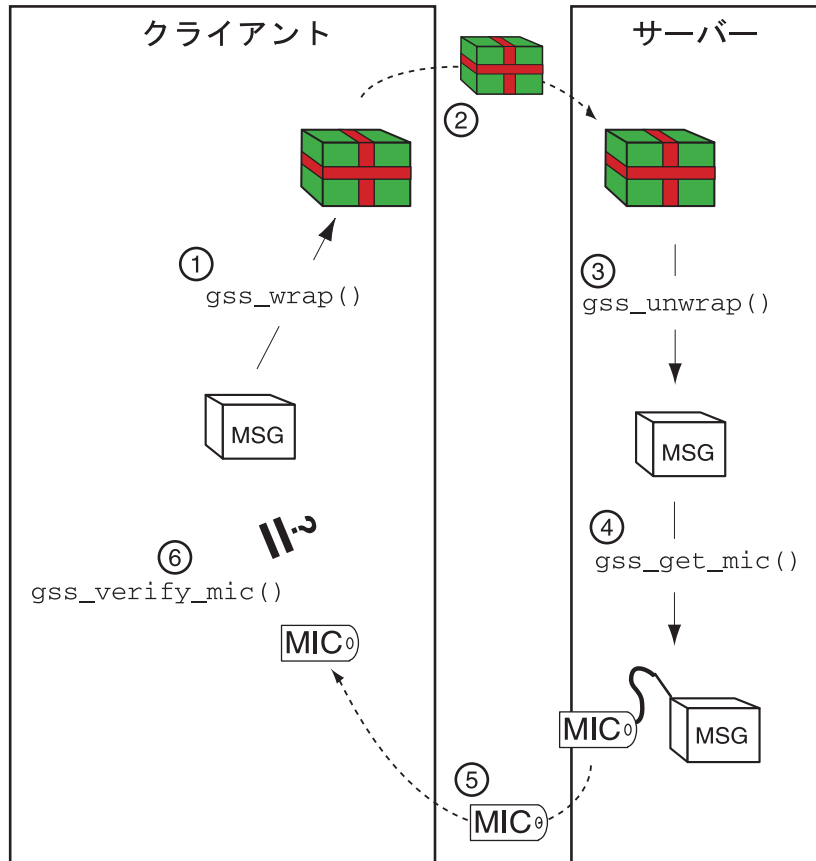 クライアント
サーバー
②
①
gss_wrap()
③
gss_unwrap()
MSG
MSG
=?
④
⑥
gss_get_mic()
gss_verify_mic()
MIC
MIC
MSG
⑤
MIC